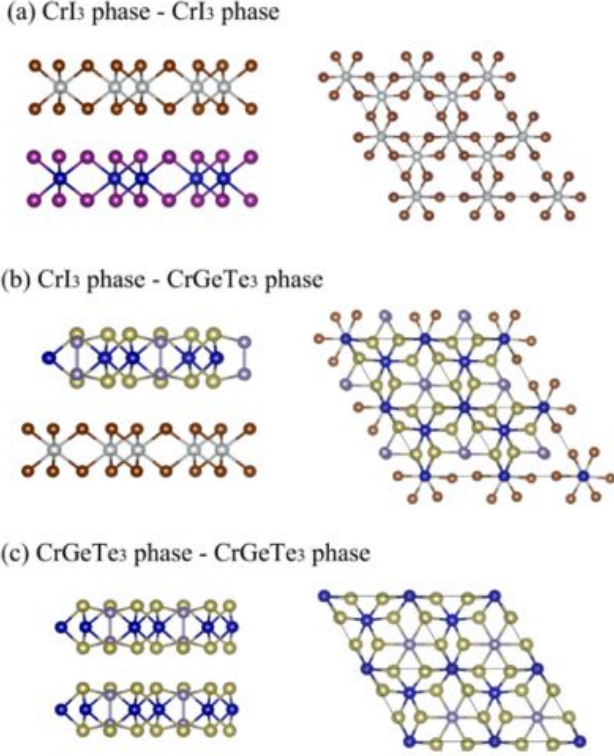 (a) CrI₃ phase - CrI₃ phase
(b) CrI₃ phase - CrGeTe₃ phase
(c) CrGeTe₃ phase - CrGeTe₃ phase